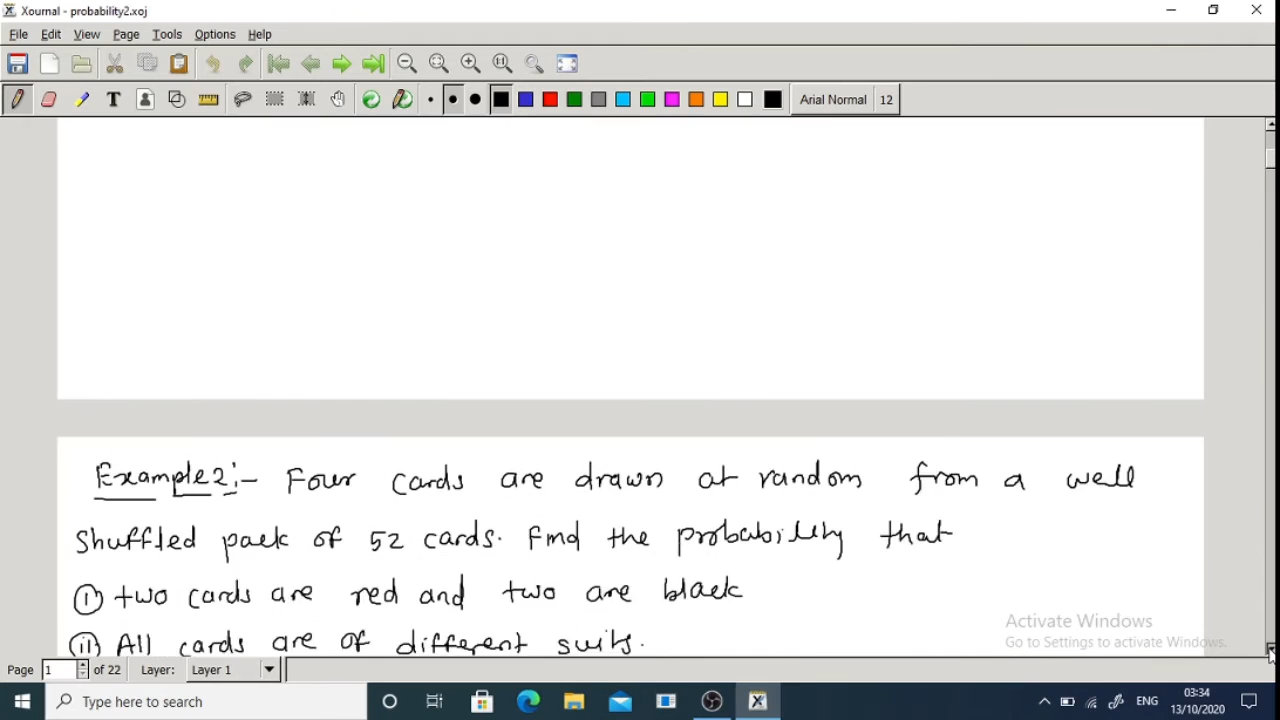 Xournal - probability2.xoj
File Edit View Page Tools Options Help
Arial Normal 12
Example 2:- Four cards are drawn at random from a well
shuffled pack of 52 cards. Find the probability that
(i) two cards are red and two are black
(ii) All cards are of different suits.
Activate Windows
Go to Settings to activate Windows.
Page 1 of 22 Layer: Layer 1
Type here to search
ENG
03:34
13/10/2020